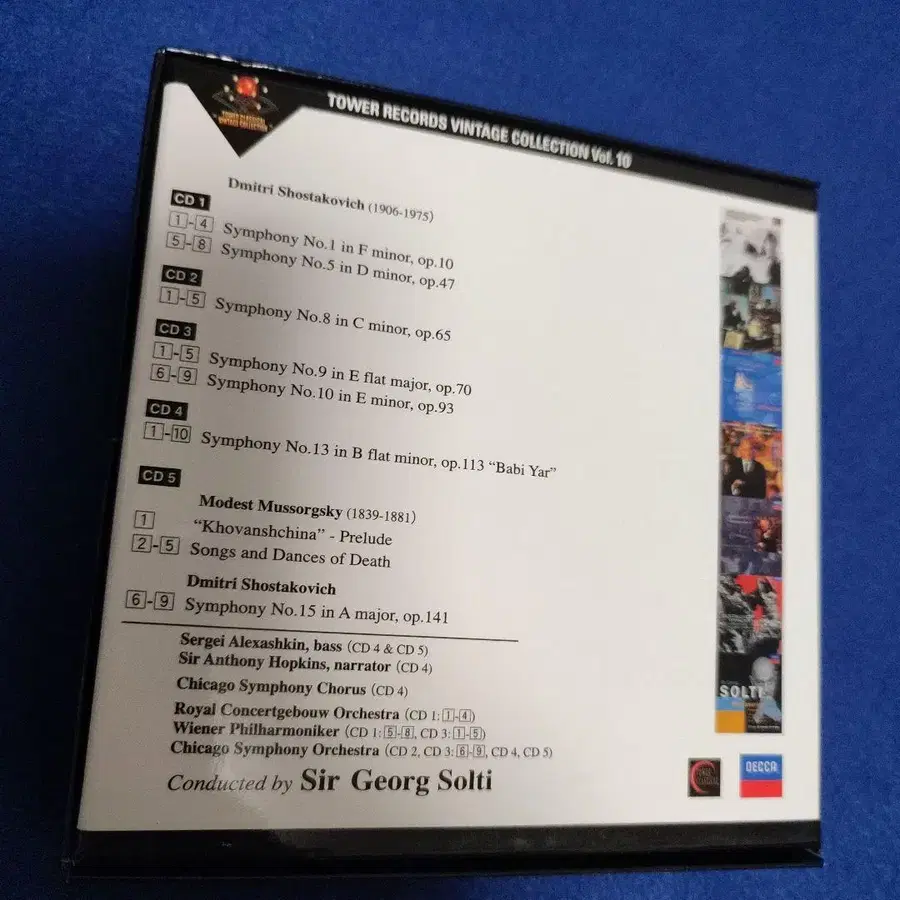 TOWER CLASSICAL
VINTAGE COLLECTION
TOWER RECORDS VINTAGE COLLECTION Vol. 10
Dmitri Shostakovich (1906-1975)
CD 1
1-4 Symphony No.1 in F minor, op.10
5-8 Symphony No.5 in D minor, op.47
CD 2
1-5 Symphony No.8 in C minor, op.65
CD 3
1-5 Symphony No.9 in E flat major, op.70
6-9 Symphony No.10 in E minor, op.93
CD 4
1-10 Symphony No.13 in B flat minor, op.113 “Babi Yar”
CD 5
Modest Mussorgsky (1839-1881)
1 “Khovanshchina” - Prelude
2-5 Songs and Dances of Death
Dmitri Shostakovich
6-9 Symphony No.15 in A major, op.141
Sergei Alexashkin, bass (CD 4 & CD 5)
Sir Anthony Hopkins, narrator (CD 4)
Chicago Symphony Chorus (CD 4)
Royal Concertgebouw Orchestra (CD 1:1-4)
Wiener Philharmoniker (CD 1:5-8, CD 3:1-5)
Chicago Symphony Orchestra (CD 2, CD 3:6-9, CD 4, CD 5)
Conducted by Sir Georg Solti
SOLTI
DECCA